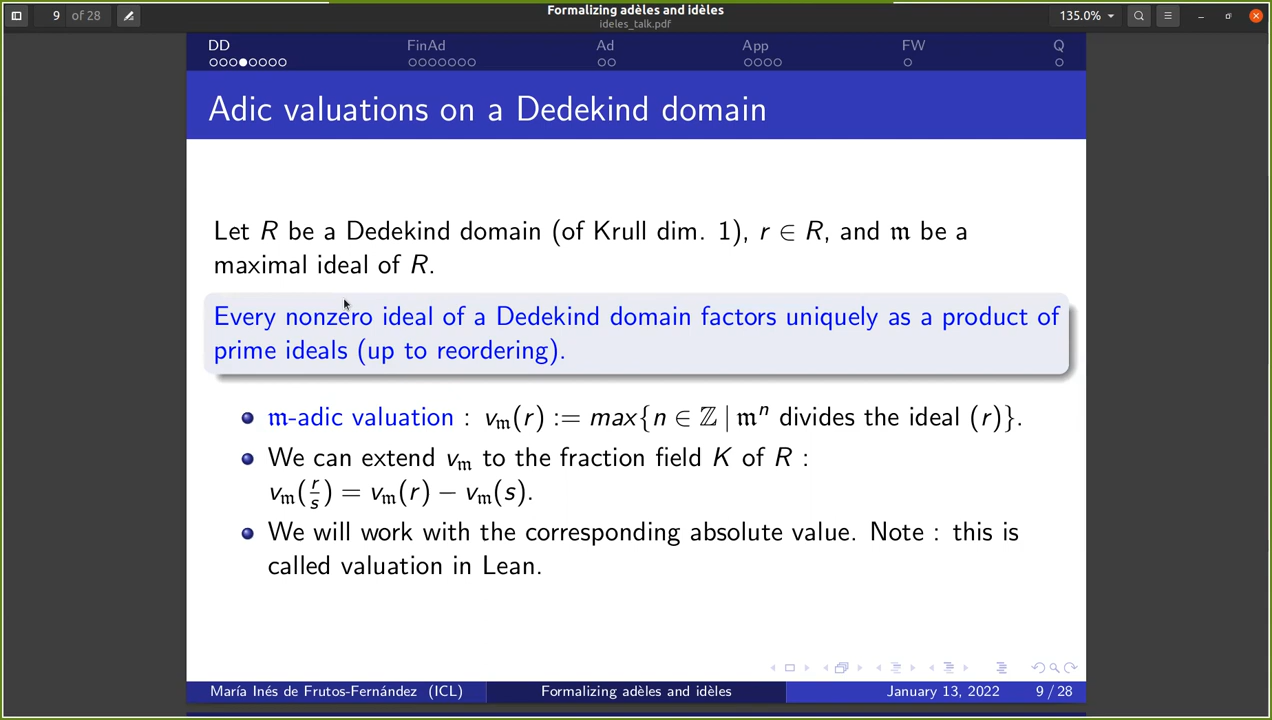 Formalizing adèles and idèles
ideles_talk.pdf
9 of 28
135.0%
DD FinAd Ad App FW Q
Adic valuations on a Dedekind domain
Let R be a Dedekind domain (of Krull dim. 1), r ∈ R, and 𝔪 be a
maximal ideal of R.
Every nonzero ideal of a Dedekind domain factors uniquely as a product of
prime ideals (up to reordering).
𝔪-adic valuation : v_𝔪(r) := max{n ∈ ℤ | 𝔪ⁿ divides the ideal (r)}.
We can extend v_𝔪 to the fraction field K of R :
v_𝔪(r/s) = v_𝔪(r) − v_𝔪(s).
We will work with the corresponding absolute value. Note : this is
called valuation in Lean.
María Inés de Frutos-Fernández (ICL) Formalizing adèles and idèles January 13, 2022 9 / 28